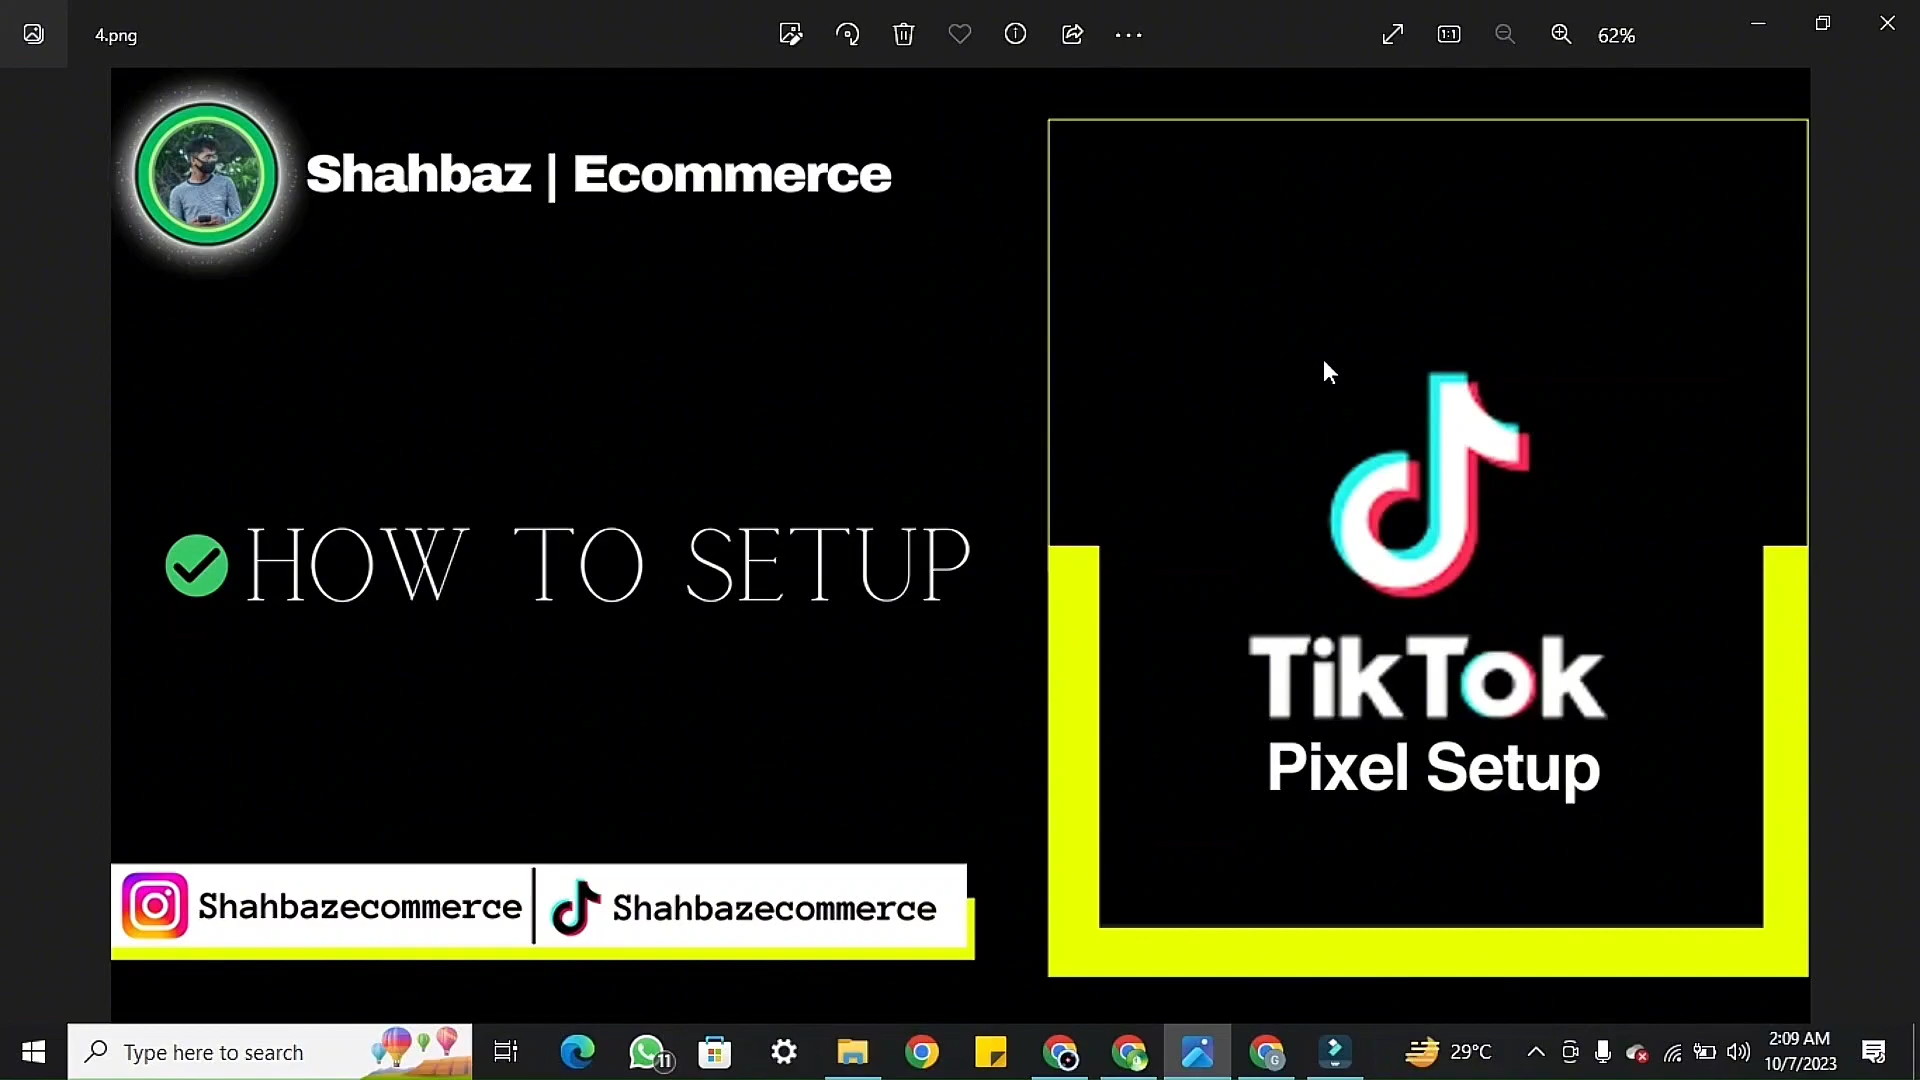 4.png
62%
Shahbaz | Ecommerce
HOW TO SETUP
TikTok
Pixel Setup
Shahbazecommerce
Shahbazecommerce
Type here to search
11
G
29°C
2:09 AM
10/7/2023